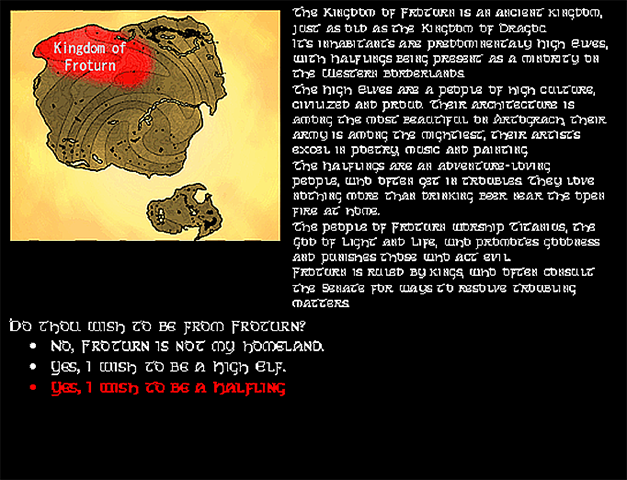 Kingdom of
Froturn
The Kingdom of Froturn is an ancient kingdom,
just as old as the Kingdom of Dragoc.
Its inhabitants are predominentaly High Elves,
with Halflings being present as a minority on
the Western borderlands.
The High Elves are a people of high culture,
civilized and proud. Their architecture is
among the most beautiful on Artograch, their
army is among the mightiest, their artists
excel in poetry, music and painting.
The Halflings are an adventure-loving
people, who often get in troubles. They love
nothing more than drinking beer near the open
fire at home.
The people of Froturn worship Titanius, the
God of Light and Life, who promotes goodness
and punishes those who act evil.
Froturn is ruled by kings, who often consult
the Senate for ways to resolve troubling
matters.
Do thou wish to be from Froturn?
• No, Froturn is not my homeland.
• Yes, I wish to be a High Elf.
• Yes, I wish to be a Halfling